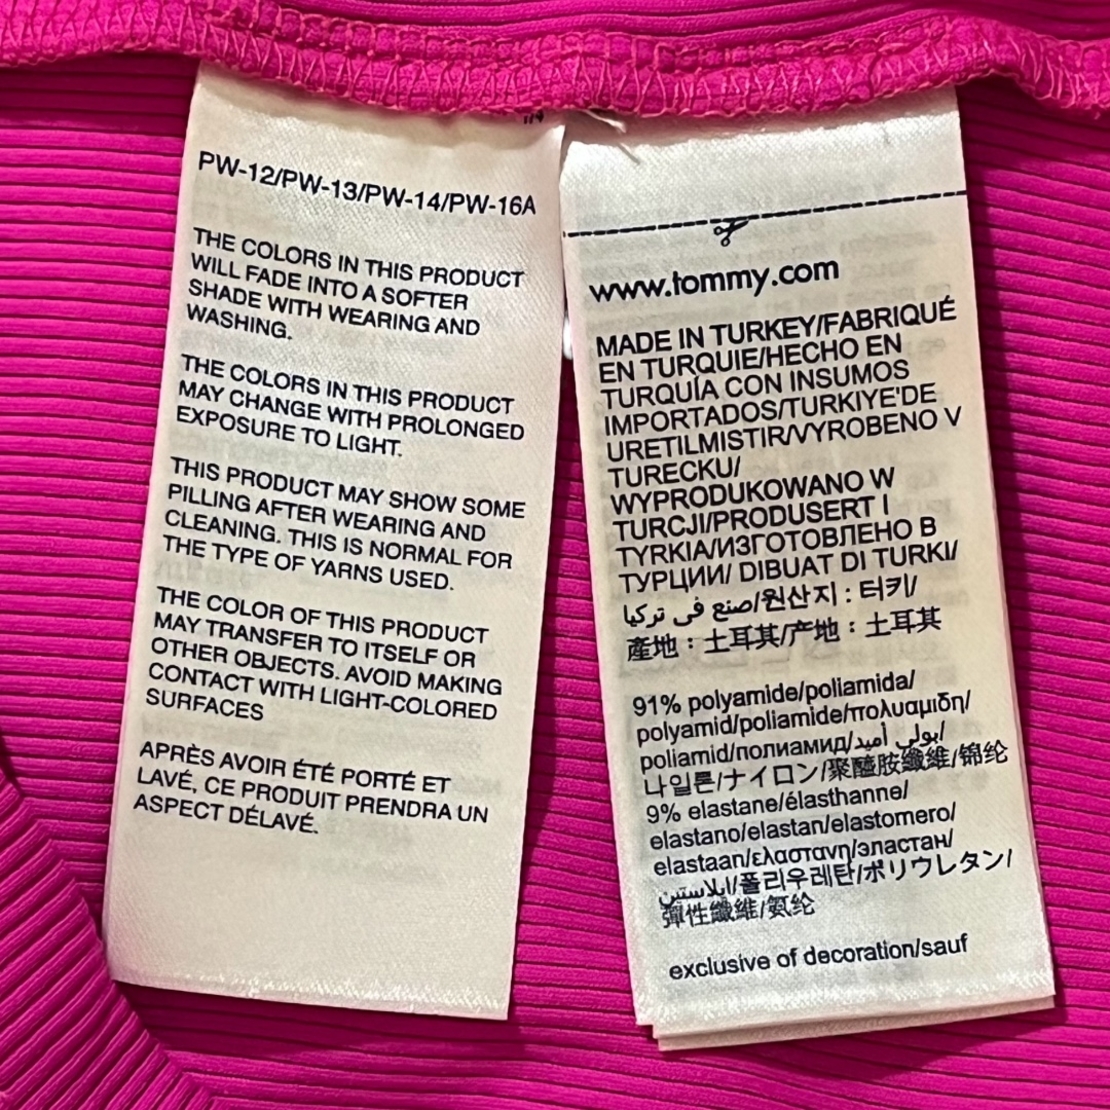 PW-12/PW-13/PW-14/PW-16A
THE COLORS IN THIS PRODUCT
WILL FADE INTO A SOFTER
SHADE WITH WEARING AND
WASHING.
THE COLORS IN THIS PRODUCT
MAY CHANGE WITH PROLONGED
EXPOSURE TO LIGHT.
THIS PRODUCT MAY SHOW SOME
PILLING AFTER WEARING AND
CLEANING. THIS IS NORMAL FOR
THE TYPE OF YARNS USED.
THE COLOR OF THIS PRODUCT
MAY TRANSFER TO ITSELF OR
OTHER OBJECTS. AVOID MAKING
CONTACT WITH LIGHT-COLORED
SURFACES
APRÈS AVOIR ÉTÉ PORTÉ ET
LAVÉ, CE PRODUIT PRENDRA UN
ASPECT DÉLAVÉ.
www.tommy.com
MADE IN TURKEY/FABRIQUÉ
EN TURQUIE/HECHO EN
TURQUÍA CON INSUMOS
IMPORTADOS/TURKIYE'DE
URETILMISTIR/VYROBENO V
TURECKU/
WYPRODUKOWANO W
TURCJI/PRODUSERT I
TYRKIA/ИЗГОТОВЛЕНО В
ТУРЦИИ/ DIBUAT DI TURKI/
صنع في تركيا/원산지 : 터키/
產地：土耳其/产地：土耳其
91% polyamide/poliamida/
polyamid/poliamide/πολυαμιδη/
poliamid/полиамид/بولي أميد/
나일론/ナイロン/聚醯胺纖維/锦纶
9% elastane/élasthanne/
elastano/elastan/elastomero/
elastaan/ελαστανη/эластан/
ايلاستين/폴리우레탄/ポリウレタン/
彈性纖維/氨纶
exclusive of decoration/sauf